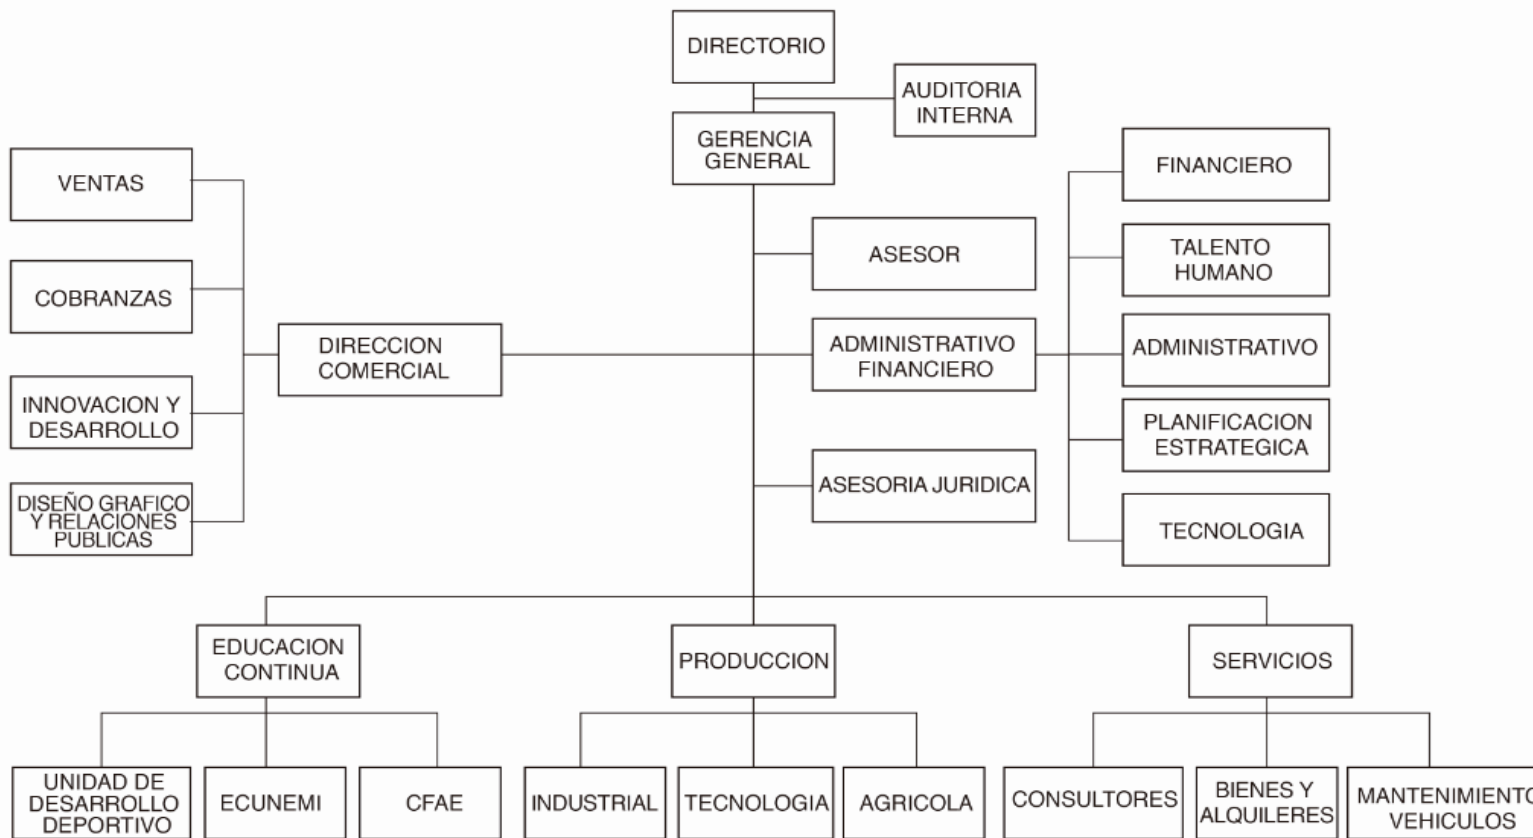 DIRECTORIO
AUDITORIA
INTERNA
GERENCIA
GENERAL
VENTAS
COBRANZAS
INNOVACION Y
DESARROLLO
DISEÑO GRAFICO
Y RELACIONES
PUBLICAS
DIRECCION
COMERCIAL
ASESOR
ADMINISTRATIVO
FINANCIERO
ASESORIA JURIDICA
FINANCIERO
TALENTO
HUMANO
ADMINISTRATIVO
PLANIFICACION
ESTRATEGICA
TECNOLOGIA
EDUCACION
CONTINUA
PRODUCCION
SERVICIOS
UNIDAD DE
DESARROLLO
DEPORTIVO
ECUNEMI
CFAE
INDUSTRIAL
TECNOLOGIA
AGRICOLA
CONSULTORES
BIENES Y
ALQUILERES
MANTENIMIENTO
VEHICULOS